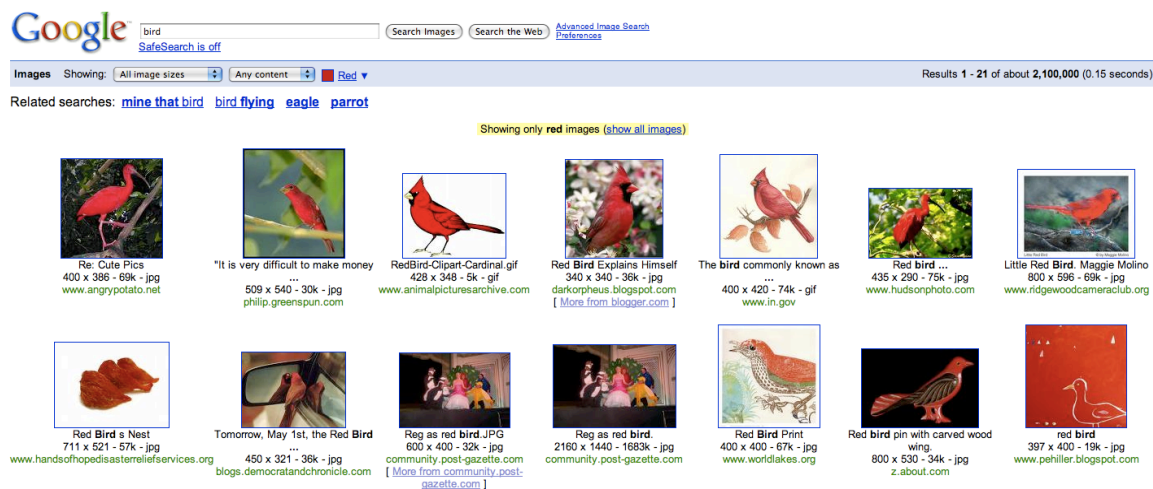 Google™ bird Search Images Search the Web Advanced Image Search
Preferences
SafeSearch is off
Images Showing: All image sizes Any content Red ▼ Results 1 - 21 of about 2,100,000 (0.15 seconds)
Related searches: mine that bird bird flying eagle parrot
Showing only red images (show all images)
Re: Cute Pics
400 x 386 - 69k - jpg
www.angrypotato.net
"It is very difficult to make money
...
509 x 540 - 30k - jpg
philip.greenspun.com
RedBird-Clipart-Cardinal.gif
428 x 348 - 5k - gif
www.animalpicturesarchive.com
Red Bird Explains Himself
340 x 340 - 36k - jpg
darkorpheus.blogspot.com
[ More from blogger.com ]
The bird commonly known as
...
400 x 420 - 74k - gif
www.in.gov
Red bird ...
435 x 290 - 75k - jpg
www.hudsonphoto.com
Little Red Bird. Maggie Molino
800 x 596 - 69k - jpg
www.ridgewoodcameraclub.org
Red Bird s Nest
711 x 521 - 57k - jpg
www.handsofhopedisasterreliefservices.org
Tomorrow, May 1st, the Red Bird
...
450 x 321 - 36k - jpg
blogs.democratandchronicle.com
Reg as red bird.JPG
600 x 400 - 32k - jpg
community.post-gazette.com
[ More from community.post-
gazette.com ]
Reg as red bird.
2160 x 1440 - 1683k - jpg
community.post-gazette.com
Red Bird Print
400 x 400 - 67k - jpg
www.worldlakes.org
Red bird pin with carved wood
wing.
800 x 530 - 34k - jpg
z.about.com
red bird
397 x 400 - 19k - jpg
www.pehiller.blogspot.com